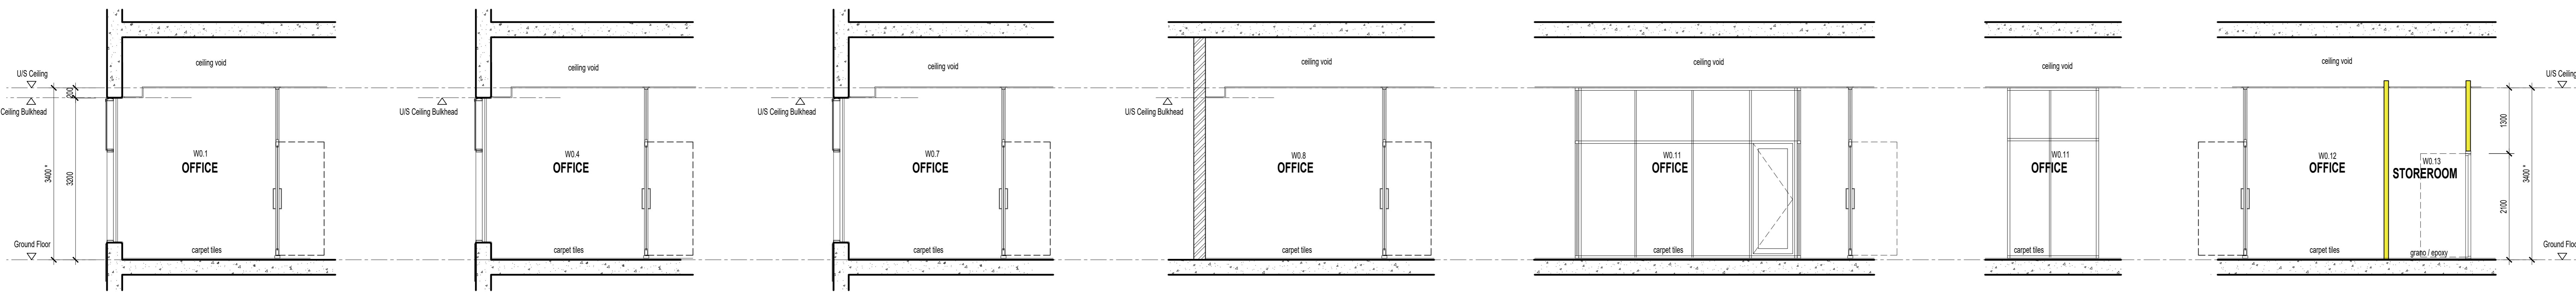 ceiling void
U/S Ceiling
200
Ceiling Bulkhead
W0.1
OFFICE
3400 *
3200
Ground Floor
carpet tiles
ceiling void
U/S Ceiling Bulkhead
W0.4
OFFICE
carpet tiles
ceiling void
U/S Ceiling Bulkhead
W0.7
OFFICE
carpet tiles
ceiling void
U/S Ceiling Bulkhead
W0.8
OFFICE
carpet tiles
ceiling void
W0.11
OFFICE
carpet tiles
ceiling void
W0.11
OFFICE
carpet tiles
ceiling void
W0.12
OFFICE
W0.13
STOREROOM
carpet tiles
grano / epoxy
1300
2100
3400 *
U/S Ceiling
Ground Floo